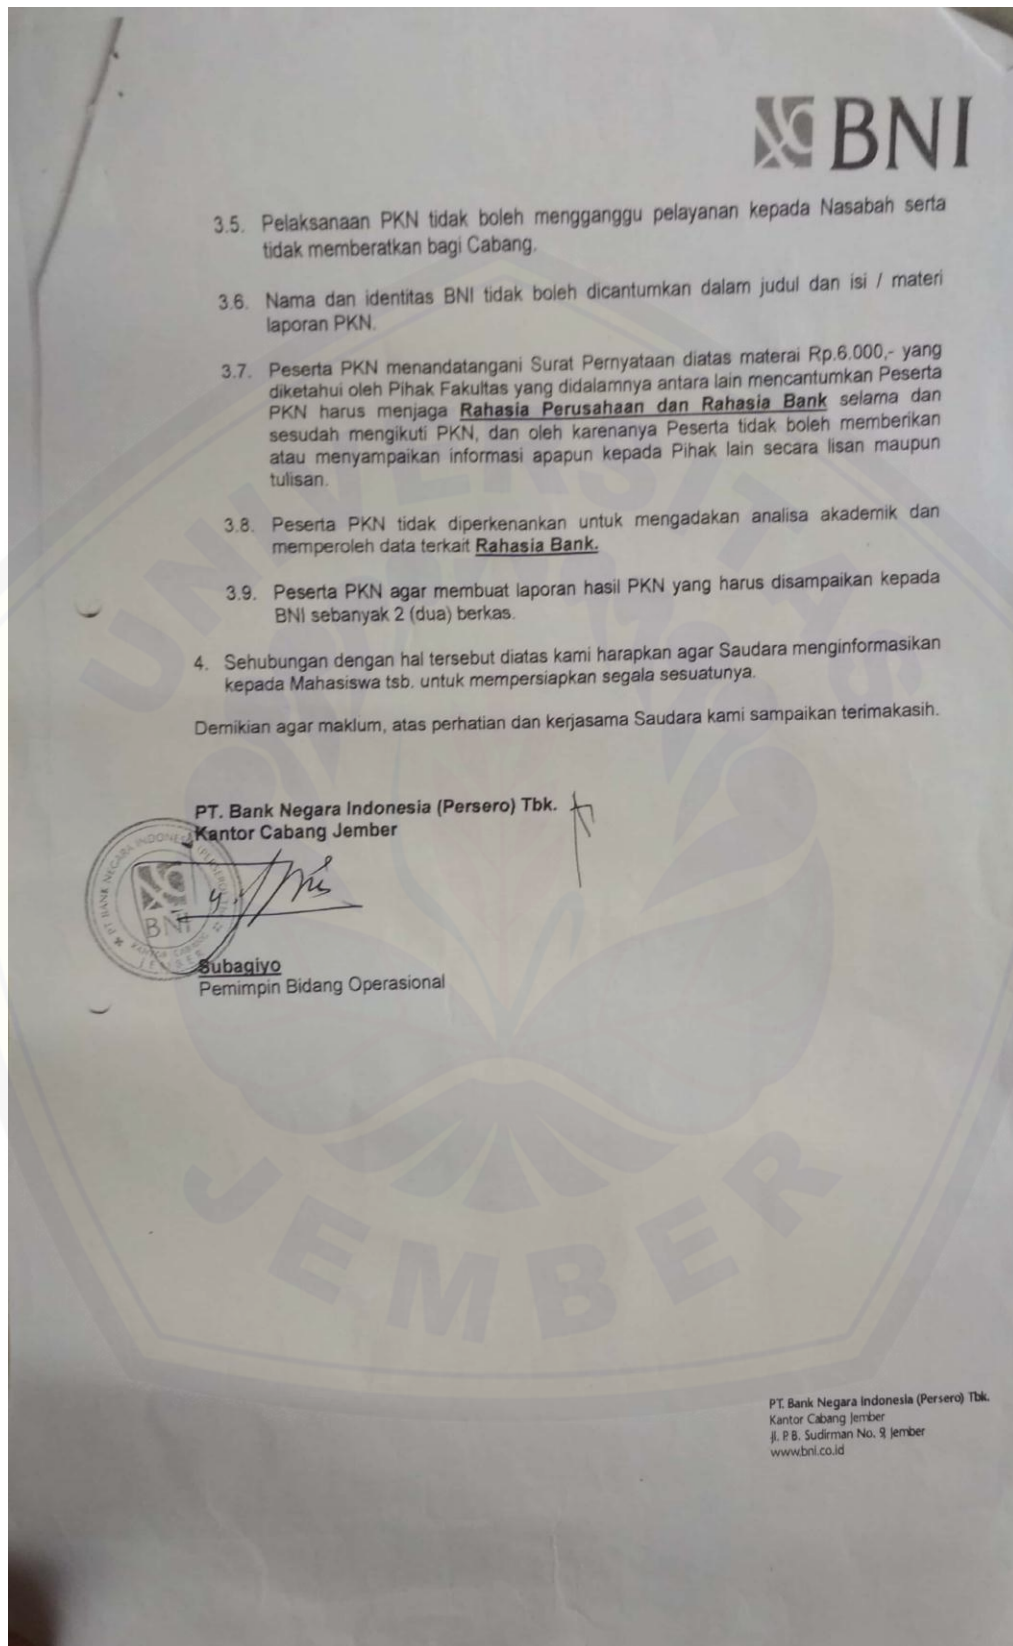 BNI
3.5. Pelaksanaan PKN tidak boleh mengganggu pelayanan kepada Nasabah serta
tidak memberatkan bagi Cabang.
3.6. Nama dan identitas BNI tidak boleh dicantumkan dalam judul dan isi / materi
laporan PKN.
3.7. Peserta PKN menandatangani Surat Pernyataan diatas materai Rp.6.000,- yang
diketahui oleh Pihak Fakultas yang didalamnya antara lain mencantumkan Peserta
PKN harus menjaga Rahasia Perusahaan dan Rahasia Bank selama dan
sesudah mengikuti PKN, dan oleh karenanya Peserta tidak boleh memberikan
atau menyampaikan informasi apapun kepada Pihak lain secara lisan maupun
tulisan.
3.8. Peserta PKN tidak diperkenankan untuk mengadakan analisa akademik dan
memperoleh data terkait Rahasia Bank.
3.9. Peserta PKN agar membuat laporan hasil PKN yang harus disampaikan kepada
BNI sebanyak 2 (dua) berkas.
4. Sehubungan dengan hal tersebut diatas kami harapkan agar Saudara menginformasikan
kepada Mahasiswa tsb. untuk mempersiapkan segala sesuatunya.
Demikian agar maklum, atas perhatian dan kerjasama Saudara kami sampaikan terimakasih.
PT. Bank Negara Indonesia (Persero) Tbk.
Kantor Cabang Jember
PT BANK NEGARA INDONESIA (PERSERO)
BNI
JEMBER
Subagiyo
Pemimpin Bidang Operasional
UNIVERSITAS
JEMBER
PT. Bank Negara Indonesia (Persero) Tbk.
Kantor Cabang Jember
Jl. P.B. Sudirman No. 9, Jember
www.bni.co.id